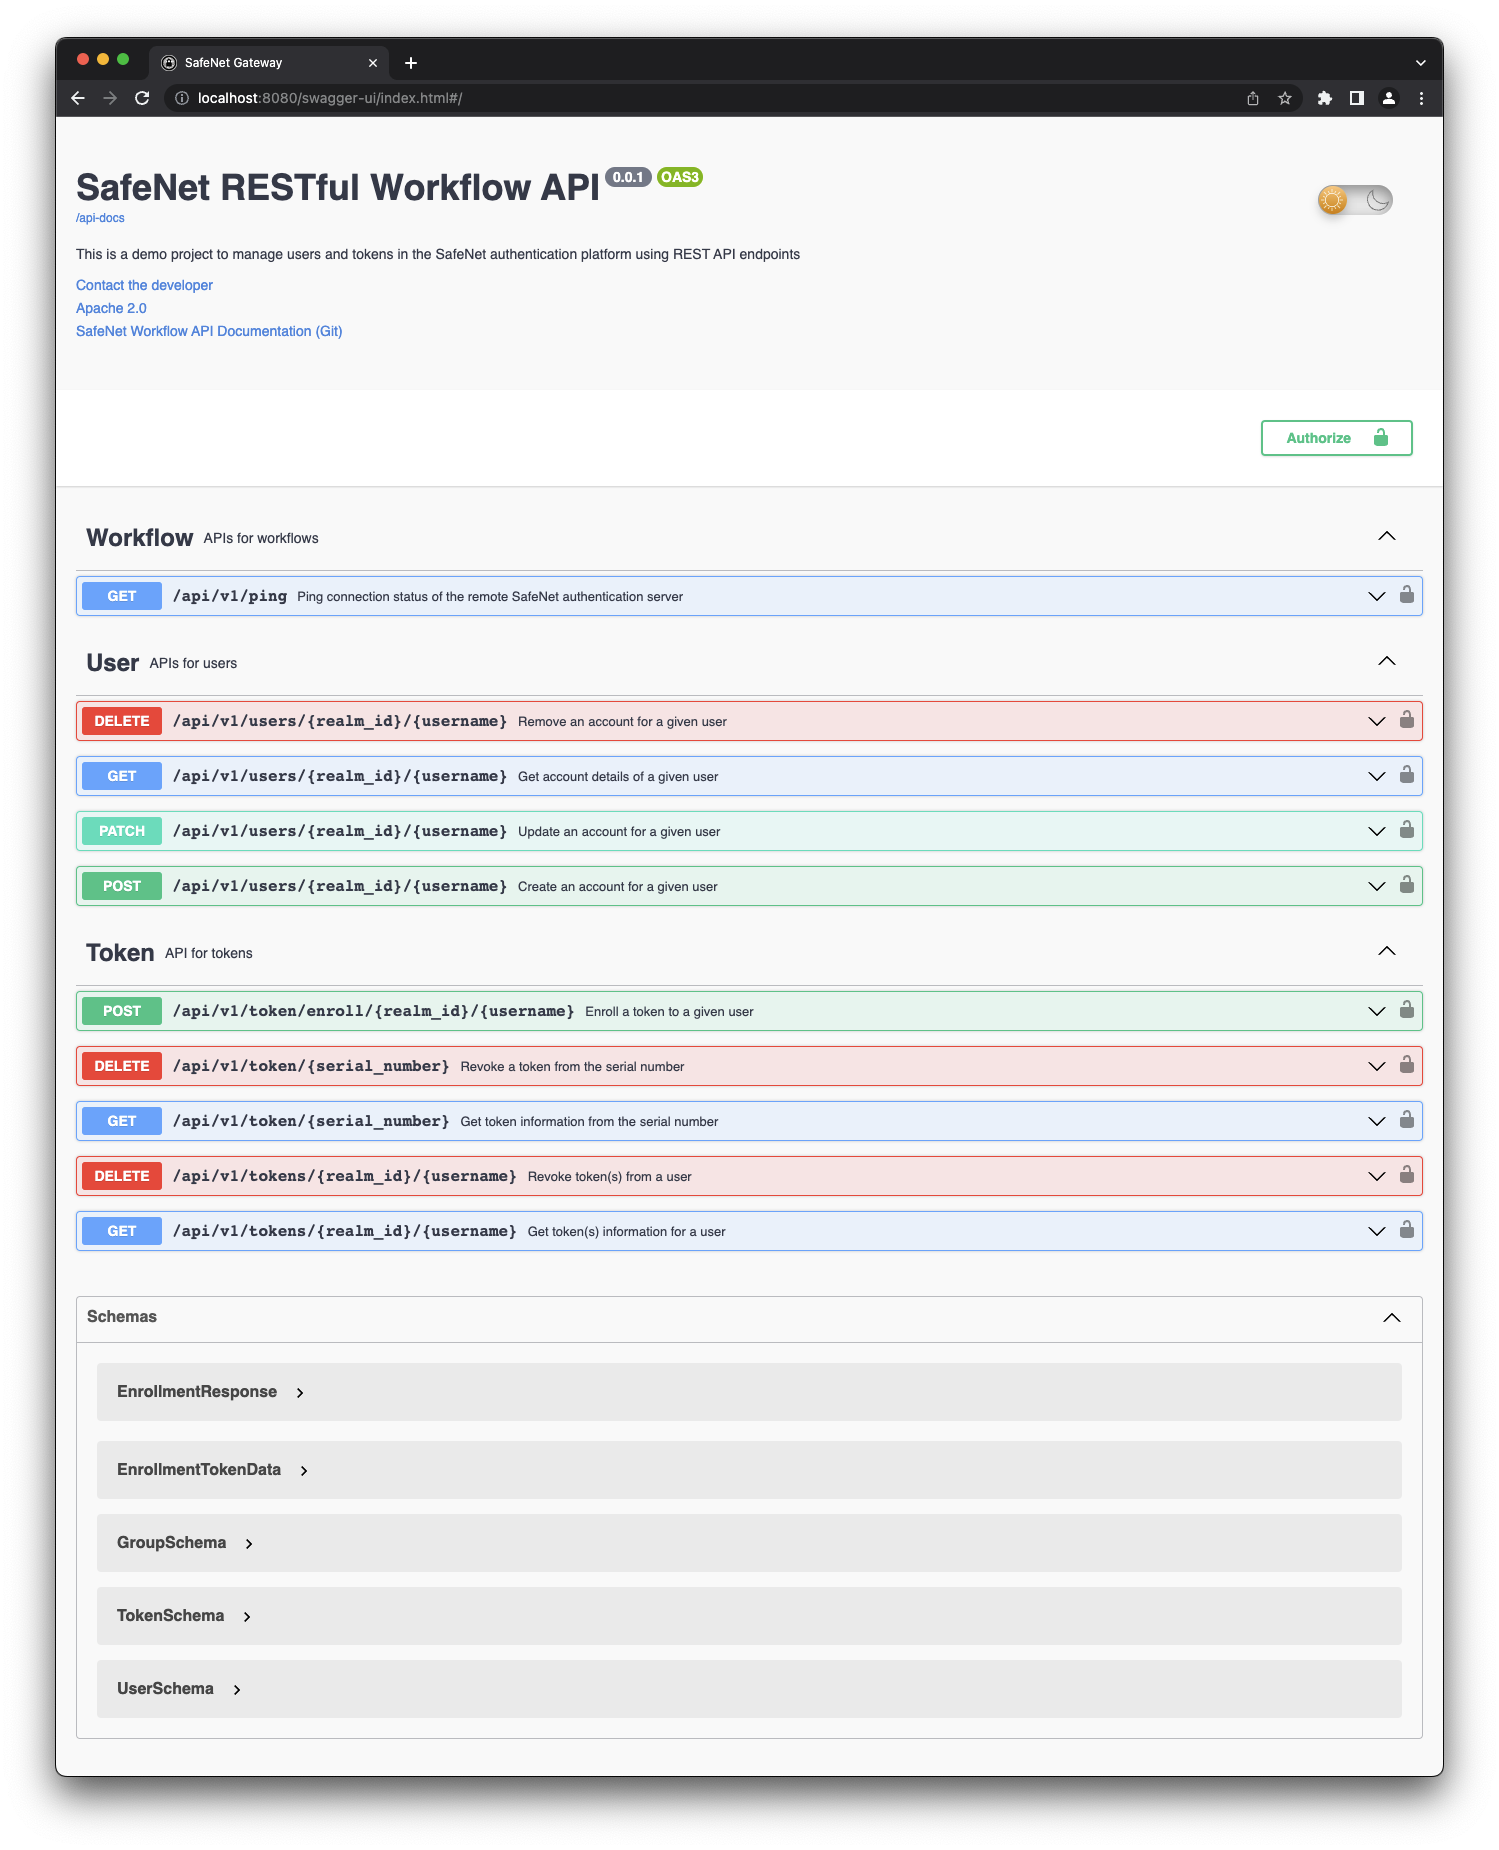 SafeNet Gateway
localhost:8080/swagger-ui/index.html#/
SafeNet RESTful Workflow API 0.0.1 OAS3
/api-docs
This is a demo project to manage users and tokens in the SafeNet authentication platform using REST API endpoints
Contact the developer
Apache 2.0
SafeNet Workflow API Documentation (Git)
Authorize
Workflow APIs for workflows
GET /api/v1/ping Ping connection status of the remote SafeNet authentication server
User APIs for users
DELETE /api/v1/users/{realm_id}/{username} Remove an account for a given user
GET /api/v1/users/{realm_id}/{username} Get account details of a given user
PATCH /api/v1/users/{realm_id}/{username} Update an account for a given user
POST /api/v1/users/{realm_id}/{username} Create an account for a given user
Token API for tokens
POST /api/v1/token/enroll/{realm_id}/{username} Enroll a token to a given user
DELETE /api/v1/token/{serial_number} Revoke a token from the serial number
GET /api/v1/token/{serial_number} Get token information from the serial number
DELETE /api/v1/tokens/{realm_id}/{username} Revoke token(s) from a user
GET /api/v1/tokens/{realm_id}/{username} Get token(s) information for a user
Schemas
EnrollmentResponse
EnrollmentTokenData
GroupSchema
TokenSchema
UserSchema